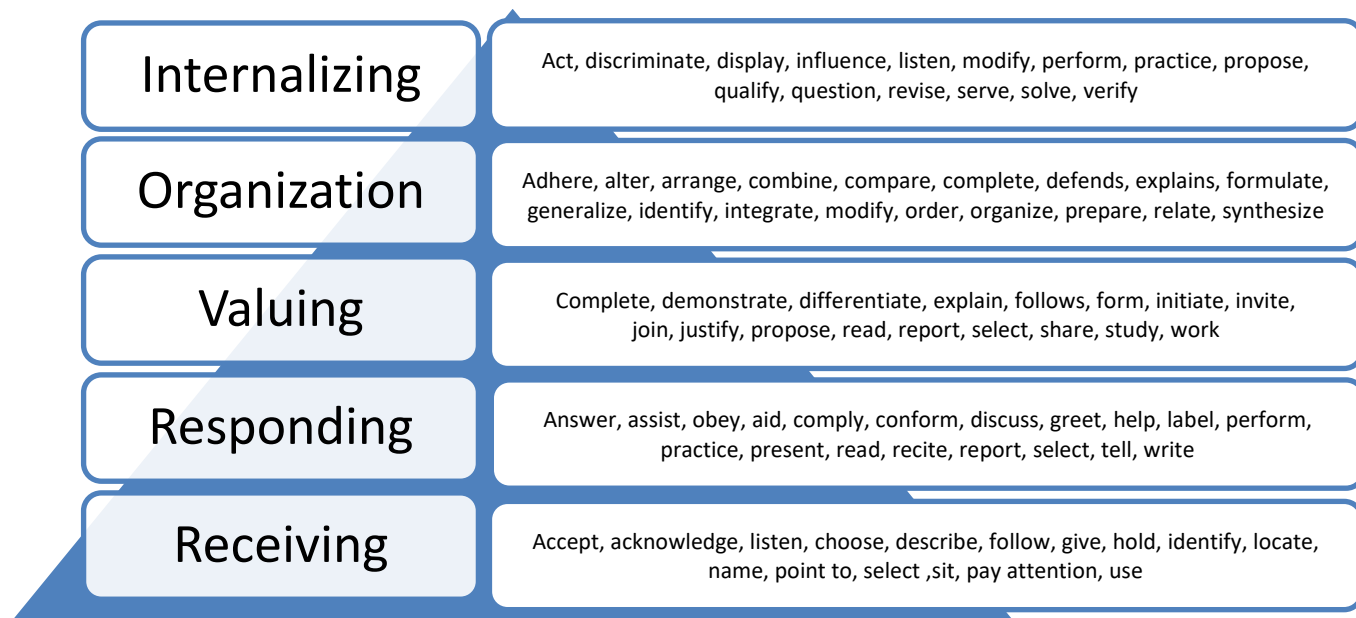 Internalizing
Act, discriminate, display, influence, listen, modify, perform, practice, propose,
qualify, question, revise, serve, solve, verify
Organization
Adhere, alter, arrange, combine, compare, complete, defends, explains, formulate,
generalize, identify, integrate, modify, order, organize, prepare, relate, synthesize
Valuing
Complete, demonstrate, differentiate, explain, follows, form, initiate, invite,
join, justify, propose, read, report, select, share, study, work
Responding
Answer, assist, obey, aid, comply, conform, discuss, greet, help, label, perform,
practice, present, read, recite, report, select, tell, write
Receiving
Accept, acknowledge, listen, choose, describe, follow, give, hold, identify, locate,
name, point to, select ,sit, pay attention, use